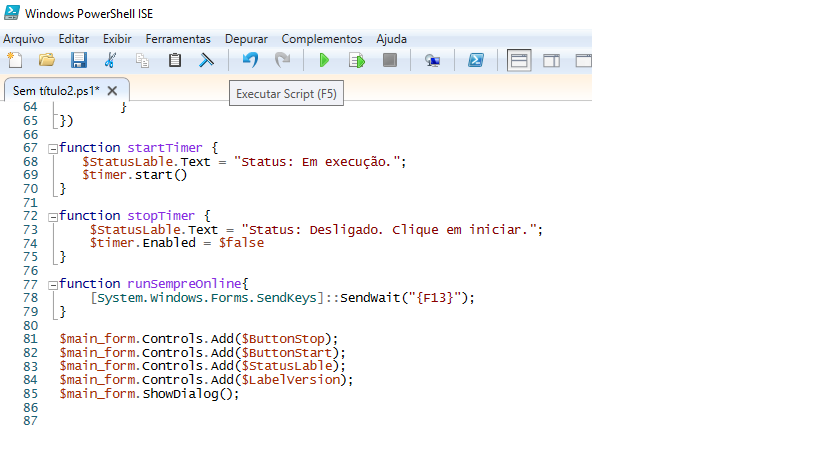 Windows PowerShell ISE
Arquivo Editar Exibir Ferramentas Depurar Complementos Ajuda
Sem título2.ps1* X
Executar Script (F5)
64 }
65 })
66
67 function startTimer {
68 $StatusLable.Text = "Status: Em execução.";
69 $timer.start()
70 }
71
72 function stopTimer {
73 $StatusLable.Text = "Status: Desligado. Clique em iniciar.";
74 $timer.Enabled = $false
75 }
76
77 function runSempreOnline{
78 [System.Windows.Forms.SendKeys]::SendWait("{F13}");
79 }
80
81 $main_form.Controls.Add($ButtonStop);
82 $main_form.Controls.Add($ButtonStart);
83 $main_form.Controls.Add($StatusLable);
84 $main_form.Controls.Add($LabelVersion);
85 $main_form.ShowDialog();
86
87